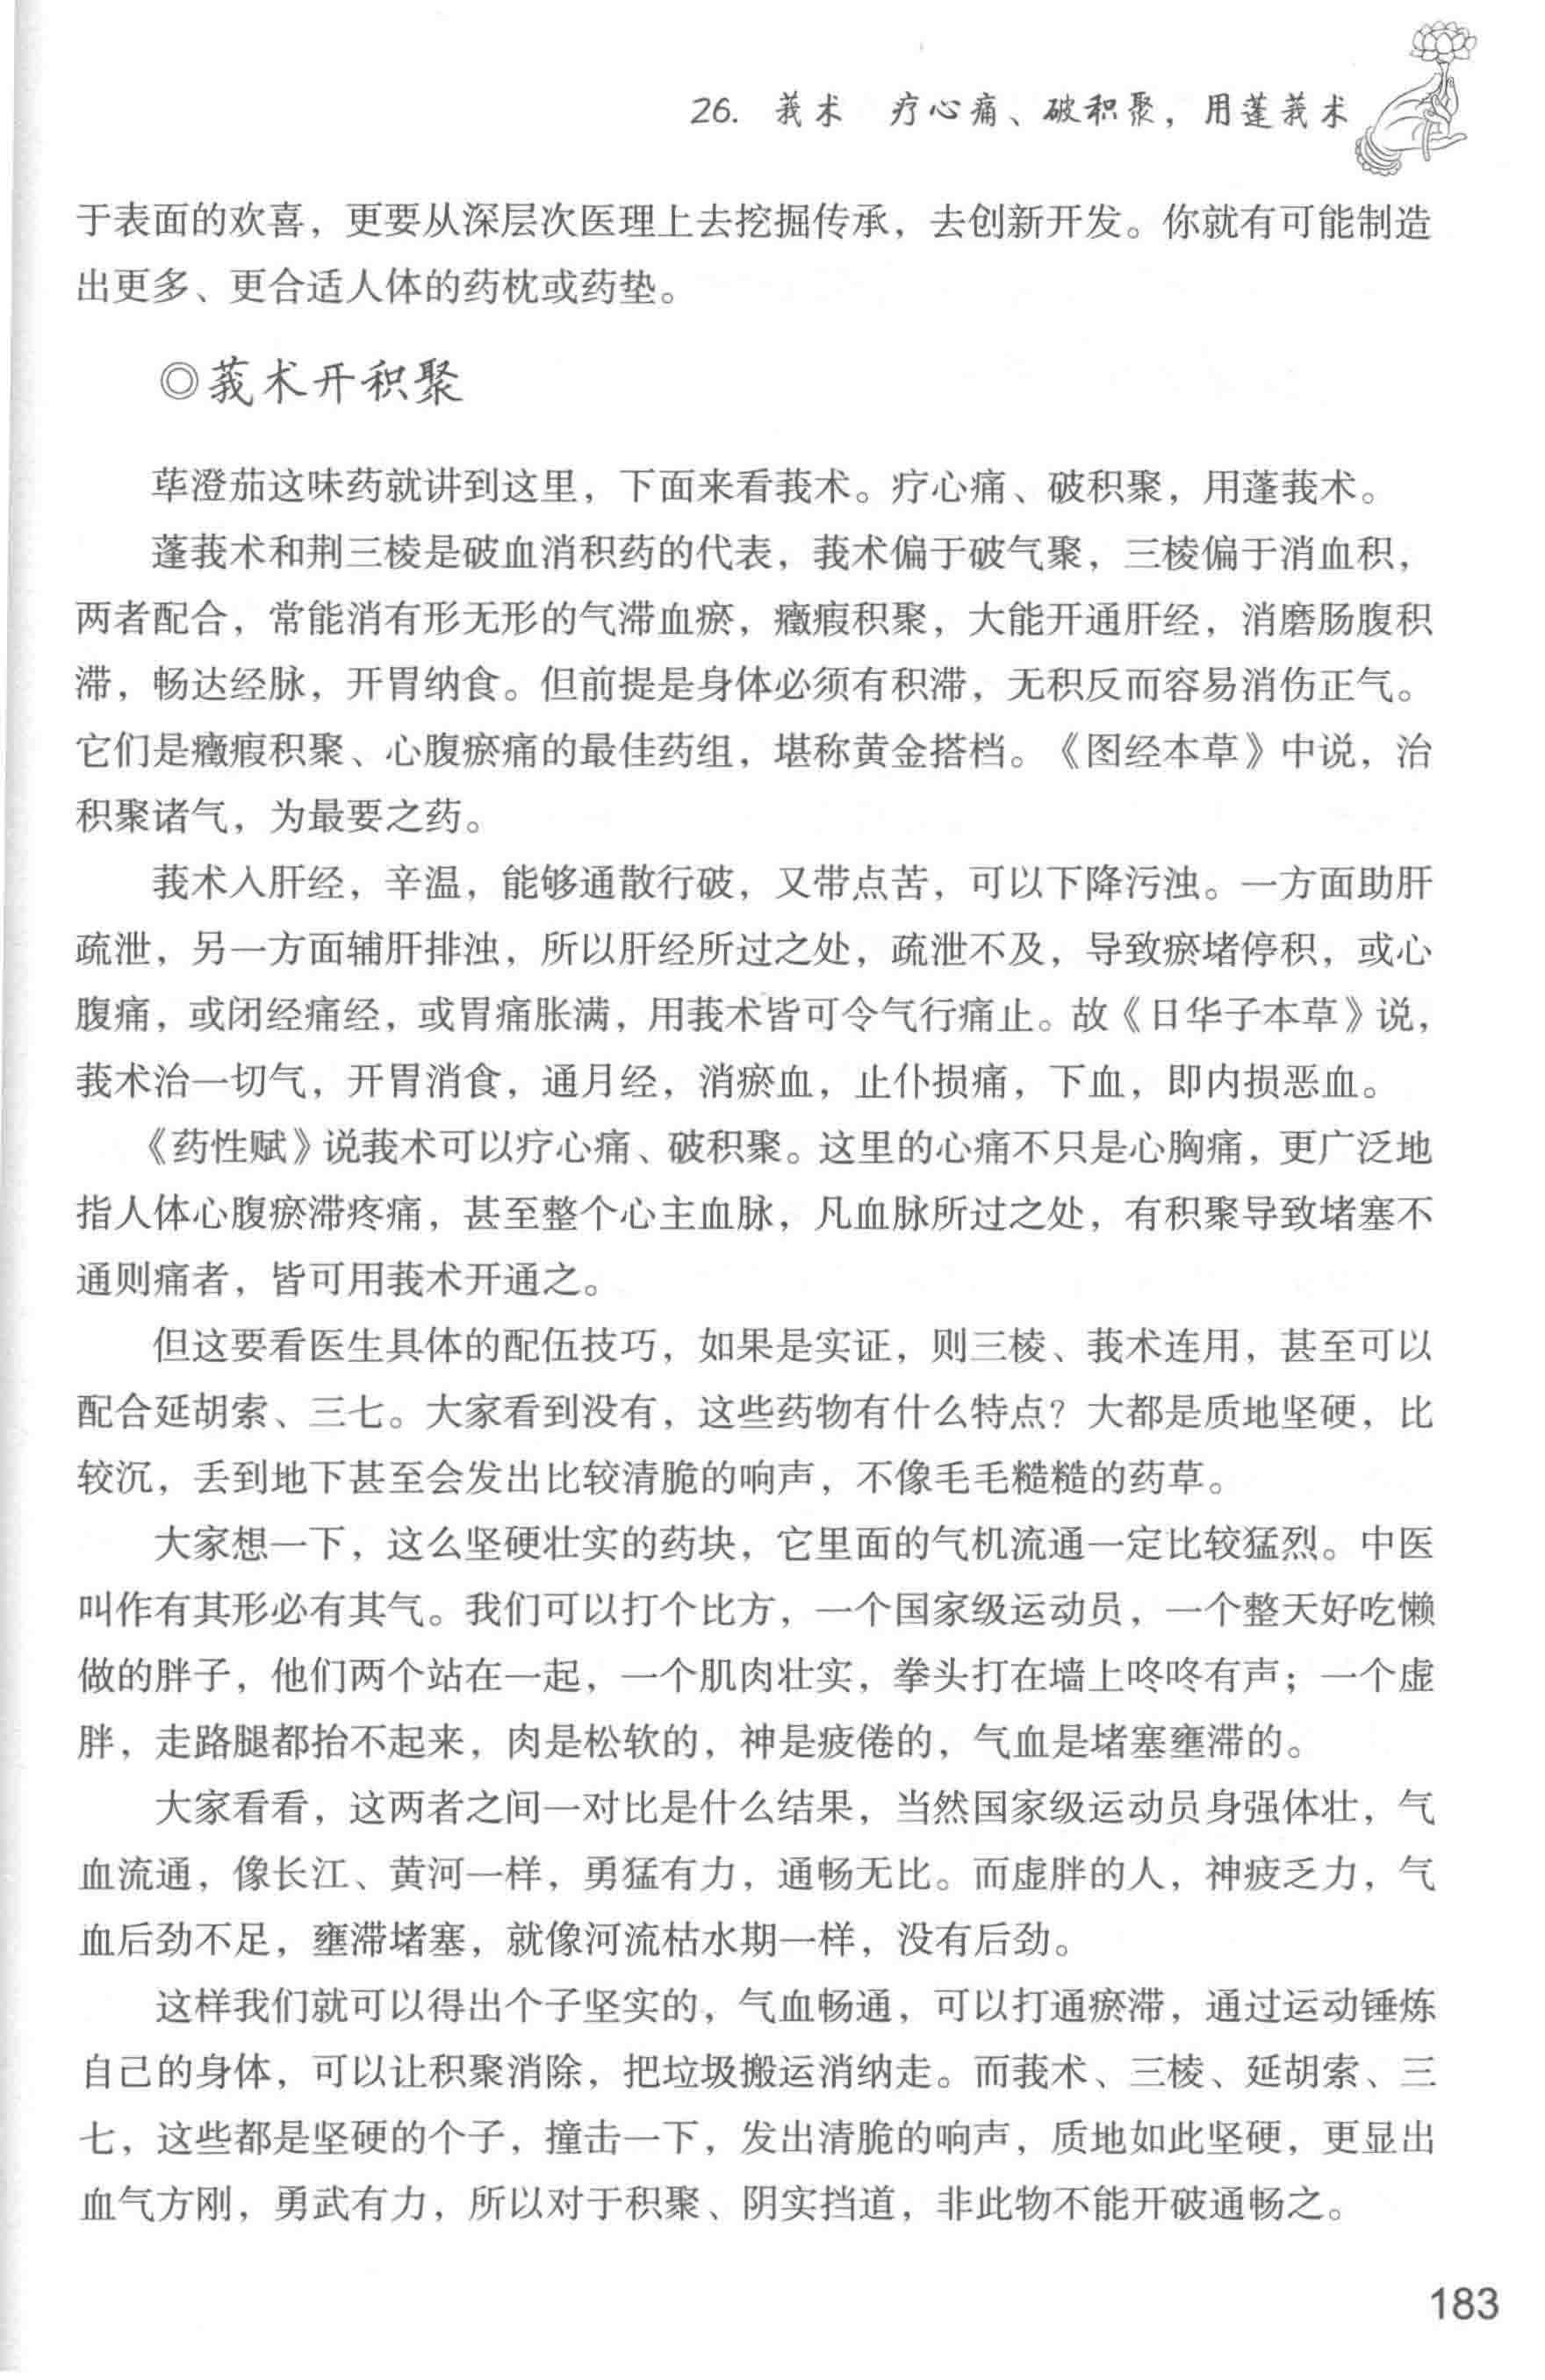 26. 莪术 疗心痛、破积聚，用蓬莪术
于表面的欢喜，更要从深层次医理上去挖掘传承，去创新开发。你就有可能制造
出更多、更合适人体的药枕或药垫。
◎莪术开积聚
荜澄茄这味药就讲到这里，下面来看莪术。疗心痛、破积聚，用蓬莪术。
蓬莪术和荆三棱是破血消积药的代表，莪术偏于破气聚，三棱偏于消血积，
两者配合，常能消有形无形的气滞血瘀，癥瘕积聚，大能开通肝经，消磨肠腹积
滞，畅达经脉，开胃纳食。但前提是身体必须有积滞，无积反而容易消伤正气。
它们是癥瘕积聚、心腹瘀痛的最佳药组，堪称黄金搭档。《图经本草》中说，治
积聚诸气，为最要之药。
莪术入肝经，辛温，能够通散行破，又带点苦，可以下降污浊。一方面助肝
疏泄，另一方面辅肝排浊，所以肝经所过之处，疏泄不及，导致瘀堵停积，或心
腹痛，或闭经痛经，或胃痛胀满，用莪术皆可令气行痛止。故《日华子本草》说，
莪术治一切气，开胃消食，通月经，消瘀血，止仆损痛，下血，即内损恶血。
《药性赋》说莪术可以疗心痛、破积聚。这里的心痛不只是心胸痛，更广泛地
指人体心腹瘀滞疼痛，甚至整个心主血脉，凡血脉所过之处，有积聚导致堵塞不
通则痛者，皆可用莪术开通之。
但这要看医生具体的配伍技巧，如果是实证，则三棱、莪术连用，甚至可以
配合延胡索、三七。大家看到没有，这些药物有什么特点？大都是质地坚硬，比
较沉，丢到地下甚至会发出比较清脆的响声，不像毛毛糙糙的药草。
大家想一下，这么坚硬壮实的药块，它里面的气机流通一定比较猛烈。中医
叫作有其形必有其气。我们可以打个比方，一个国家级运动员，一个整天好吃懒
做的胖子，他们两个站在一起，一个肌肉壮实，拳头打在墙上咚咚有声；一个虚
胖，走路腿都抬不起来，肉是松软的，神是疲倦的，气血是堵塞壅滞的。
大家看看，这两者之间一对比是什么结果，当然国家级运动员身强体壮，气
血流通，像长江、黄河一样，勇猛有力，通畅无比。而虚胖的人，神疲乏力，气
血后劲不足，壅滞堵塞，就像河流枯水期一样，没有后劲。
这样我们就可以得出个子坚实的，气血畅通，可以打通瘀滞，通过运动锤炼
自己的身体，可以让积聚消除，把垃圾搬运消纳走。而莪术、三棱、延胡索、三
七，这些都是坚硬的个子，撞击一下，发出清脆的响声，质地如此坚硬，更显出
血气方刚，勇武有力，所以对于积聚、阴实挡道，非此物不能开破通畅之。
183